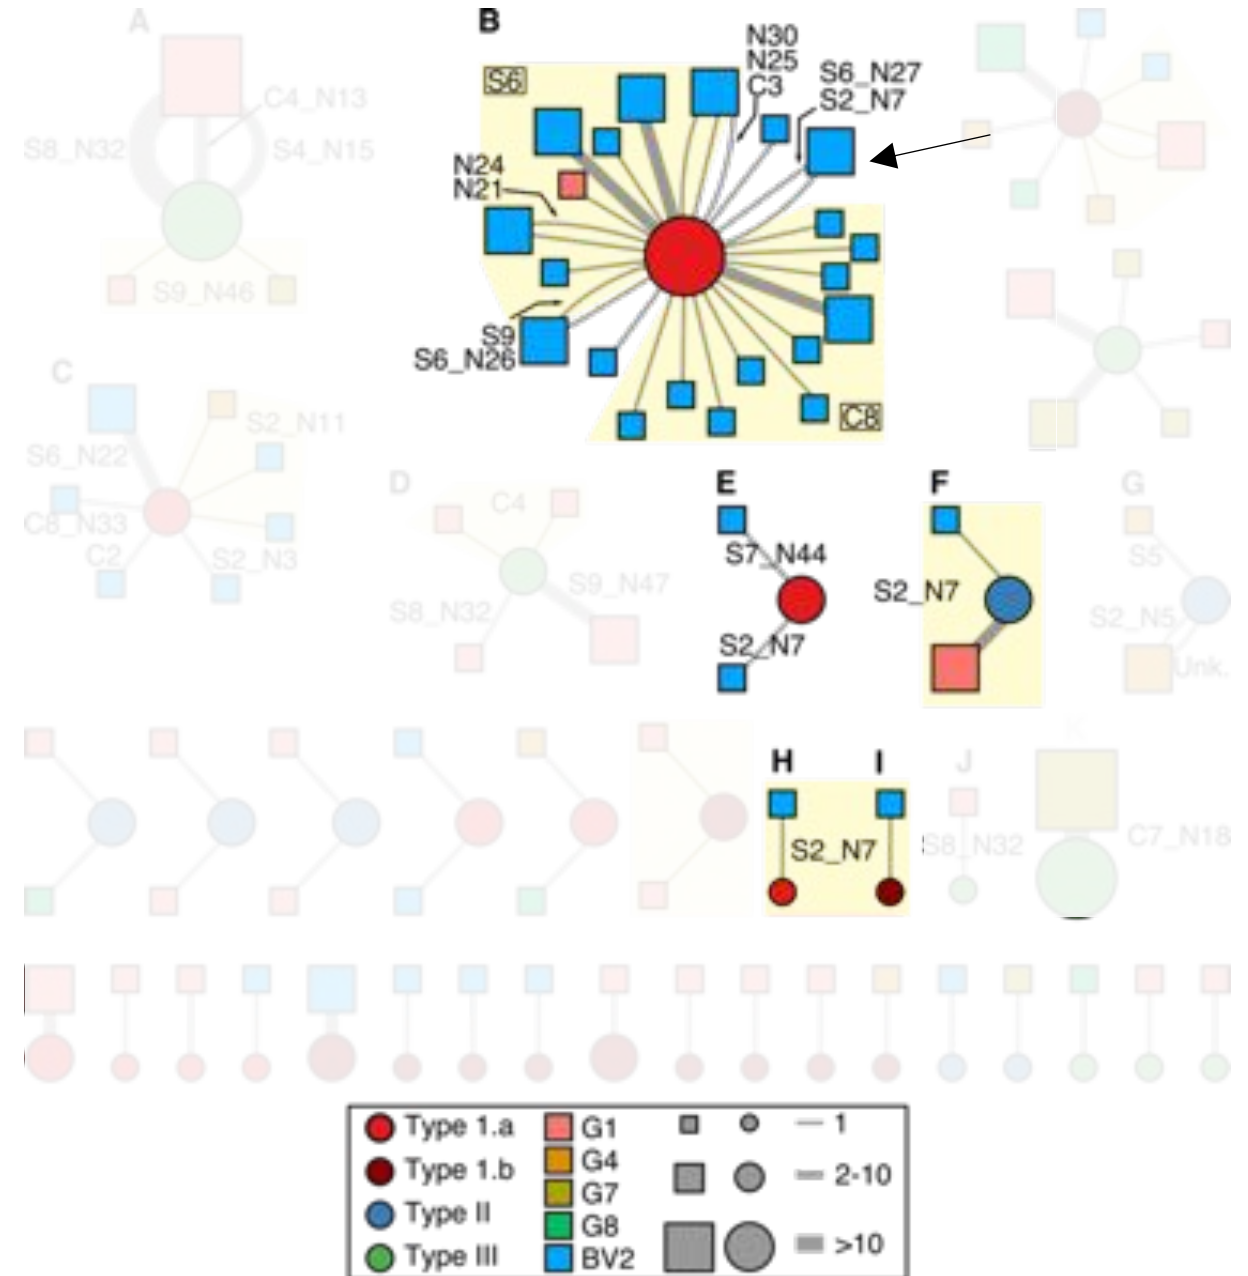 A
B
C4_N13
S8_N32
S4_N15
S9_N46
S6
N30
N25
C3
S6_N27
S2_N7
N24
N21
S9
S6_N26
C8
C
S2_N11
S6_N22
C8_N33
C2
S2_N3
D
C4
S9_N47
S8_N32
E
S7_N44
S2_N7
F
S2_N7
G
S5
S2_N5
Unk.
H
I
S2_N7
J
S8_N32
K
C7_N18
Type 1.a
Type 1.b
Type II
Type III
G1
G4
G7
G8
BV2
1
2-10
>10